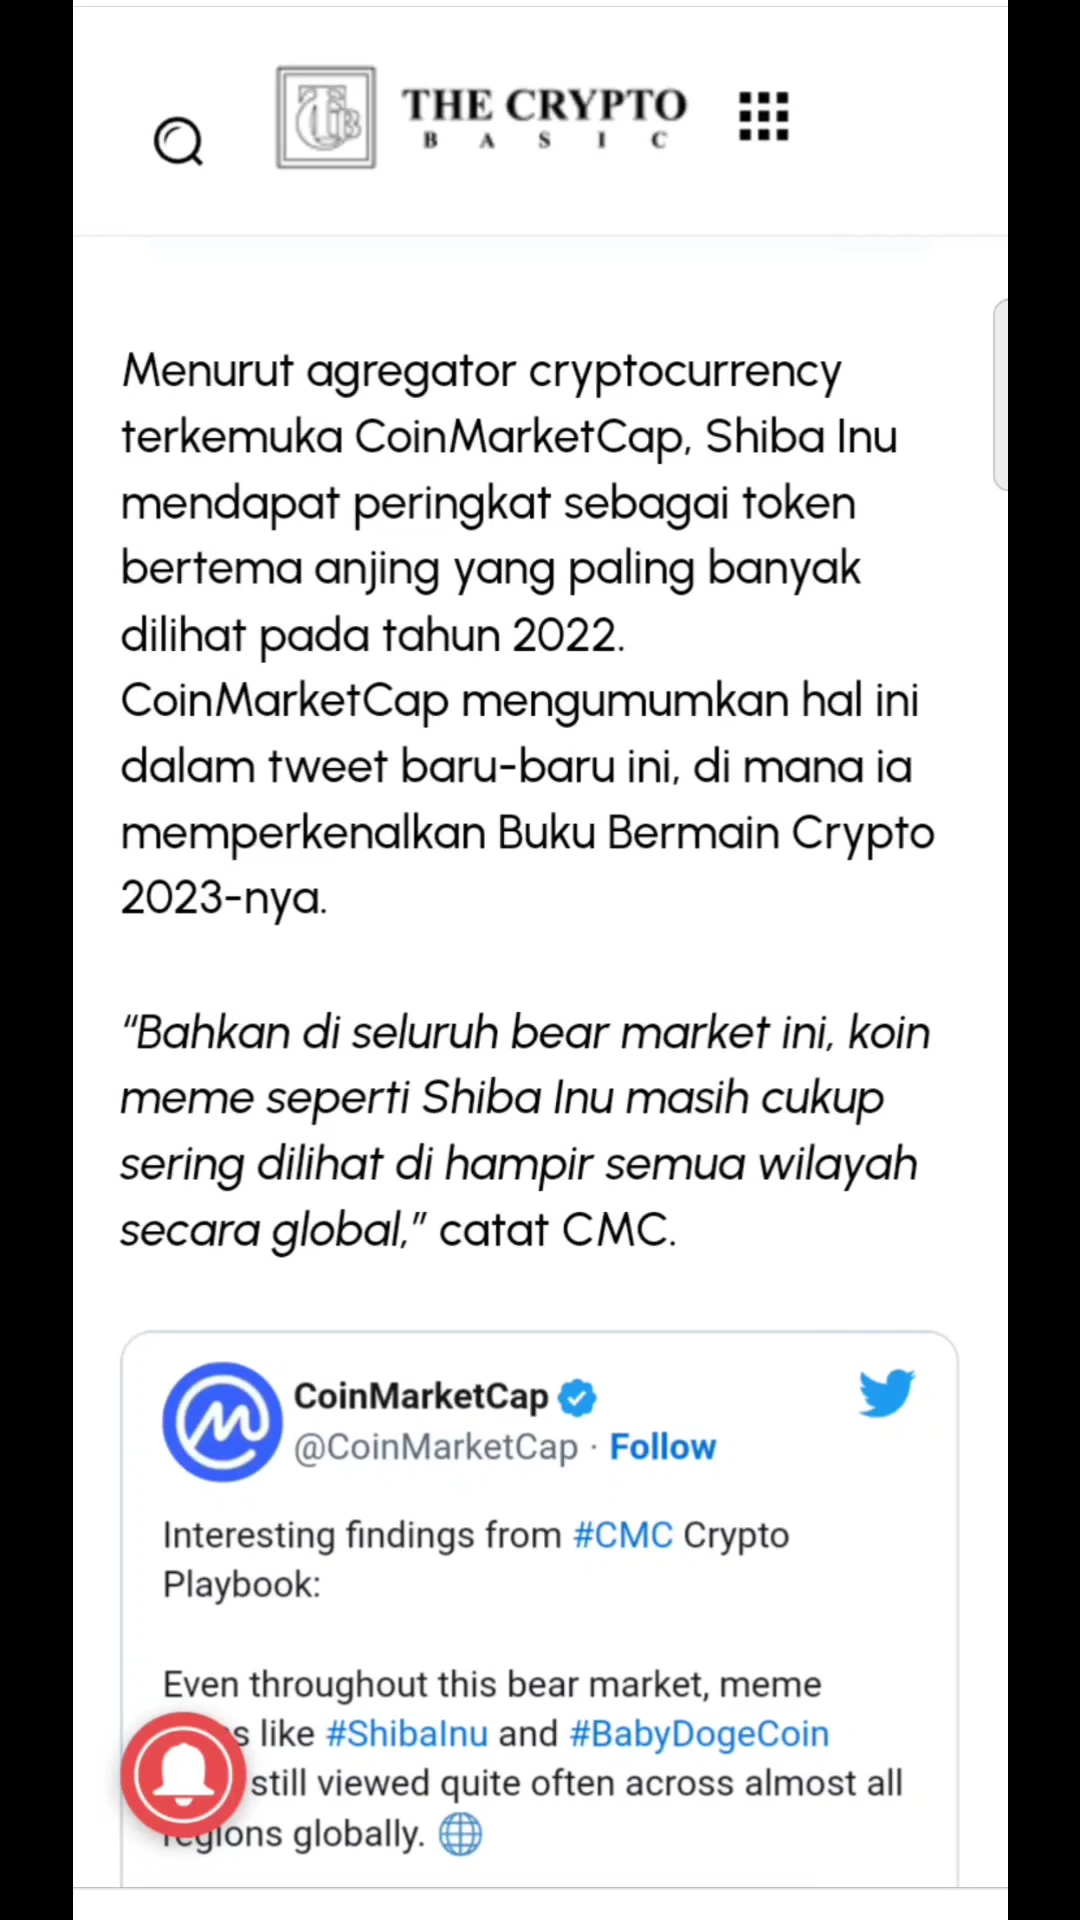 THE CRYPTO
BASIC
Menurut agregator cryptocurrency
terkemuka CoinMarketCap, Shiba Inu
mendapat peringkat sebagai token
bertema anjing yang paling banyak
dilihat pada tahun 2022.
CoinMarketCap mengumumkan hal ini
dalam tweet baru-baru ini, di mana ia
memperkenalkan Buku Bermain Crypto
2023-nya.
“Bahkan di seluruh bear market ini, koin
meme seperti Shiba Inu masih cukup
sering dilihat di hampir semua wilayah
secara global,” catat CMC.
CoinMarketCap
@CoinMarketCap · Follow
Interesting findings from #CMC Crypto
Playbook:
Even throughout this bear market, meme
like #ShibaInu and #BabyDogeCoin
still viewed quite often across almost all
regions globally.